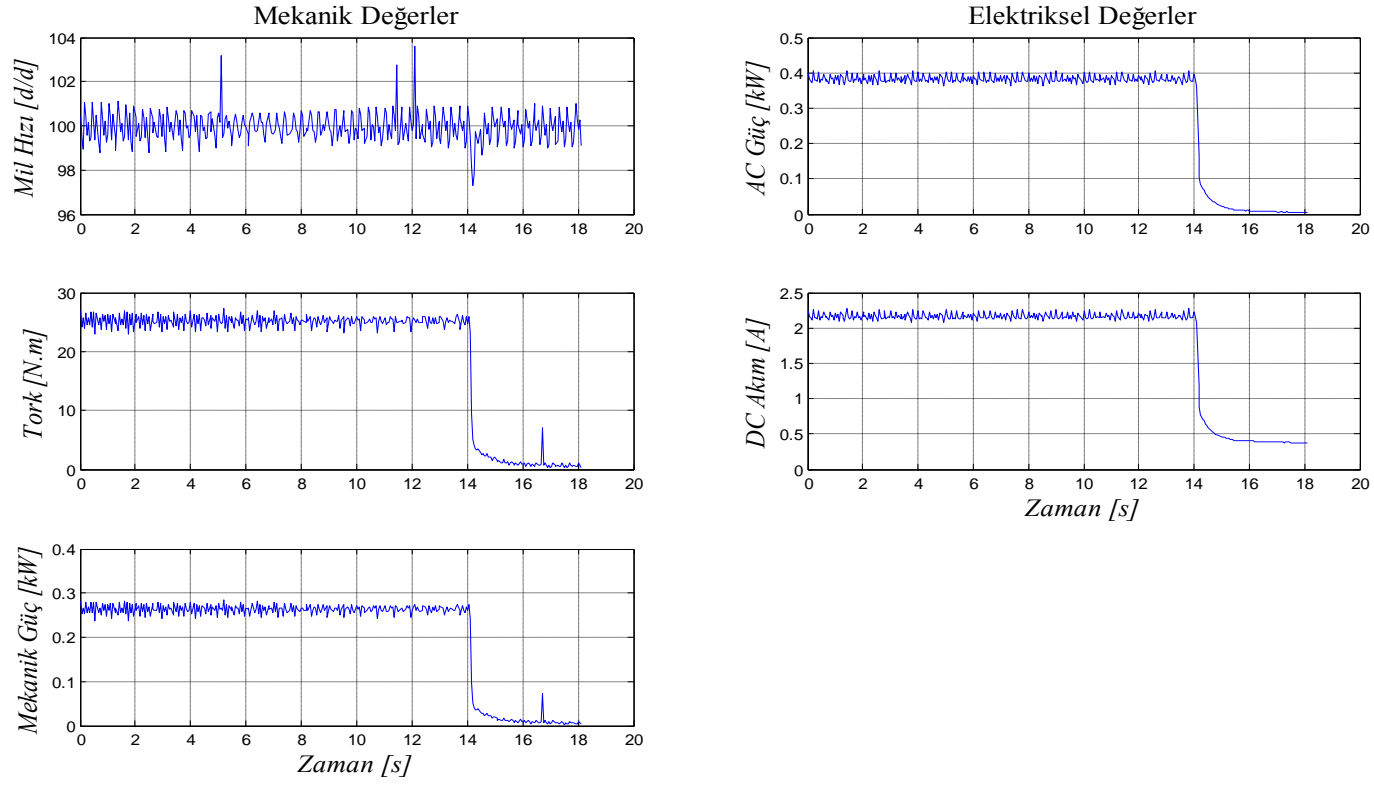 Mekanik Değerler
Mil Hızı [d/d]
104
102
100
98
96
0 2 4 6 8 10 12 14 16 18 20
Tork [N.m]
30
20
10
0
0 2 4 6 8 10 12 14 16 18 20
Mekanik Güç [kW]
0.4
0.3
0.2
0.1
0
0 2 4 6 8 10 12 14 16 18 20
Zaman [s]
Elektriksel Değerler
AC Güç [kW]
0.5
0.4
0.3
0.2
0.1
0
0 2 4 6 8 10 12 14 16 18 20
DC Akım [A]
2.5
2
1.5
1
0.5
0
0 2 4 6 8 10 12 14 16 18 20
Zaman [s]